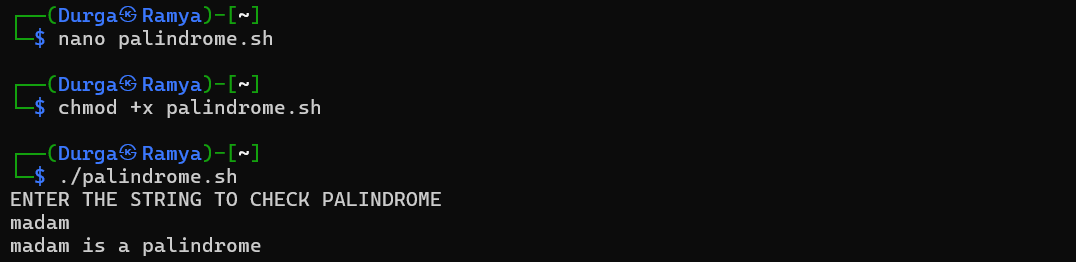 ┌──(Durga㉿Ramya)-[~]
└─$ nano palindrome.sh
┌──(Durga㉿Ramya)-[~]
└─$ chmod +x palindrome.sh
┌──(Durga㉿Ramya)-[~]
└─$ ./palindrome.sh
ENTER THE STRING TO CHECK PALINDROME
madam
madam is a palindrome